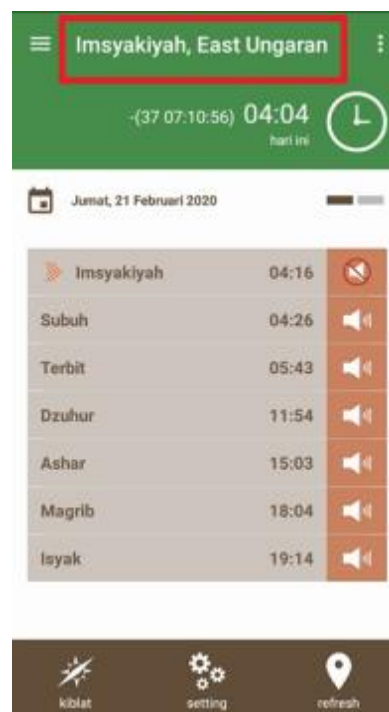 Imsyakiyah, East Ungaran
-(37 07:10:56) 04:04
hari ini
Jumat, 21 Februari 2020
Imsyakiyah 04:16
Subuh 04:26
Terbit 05:43
Dzuhur 11:54
Ashar 15:03
Magrib 18:04
Isyak 19:14
kiblat setting refresh